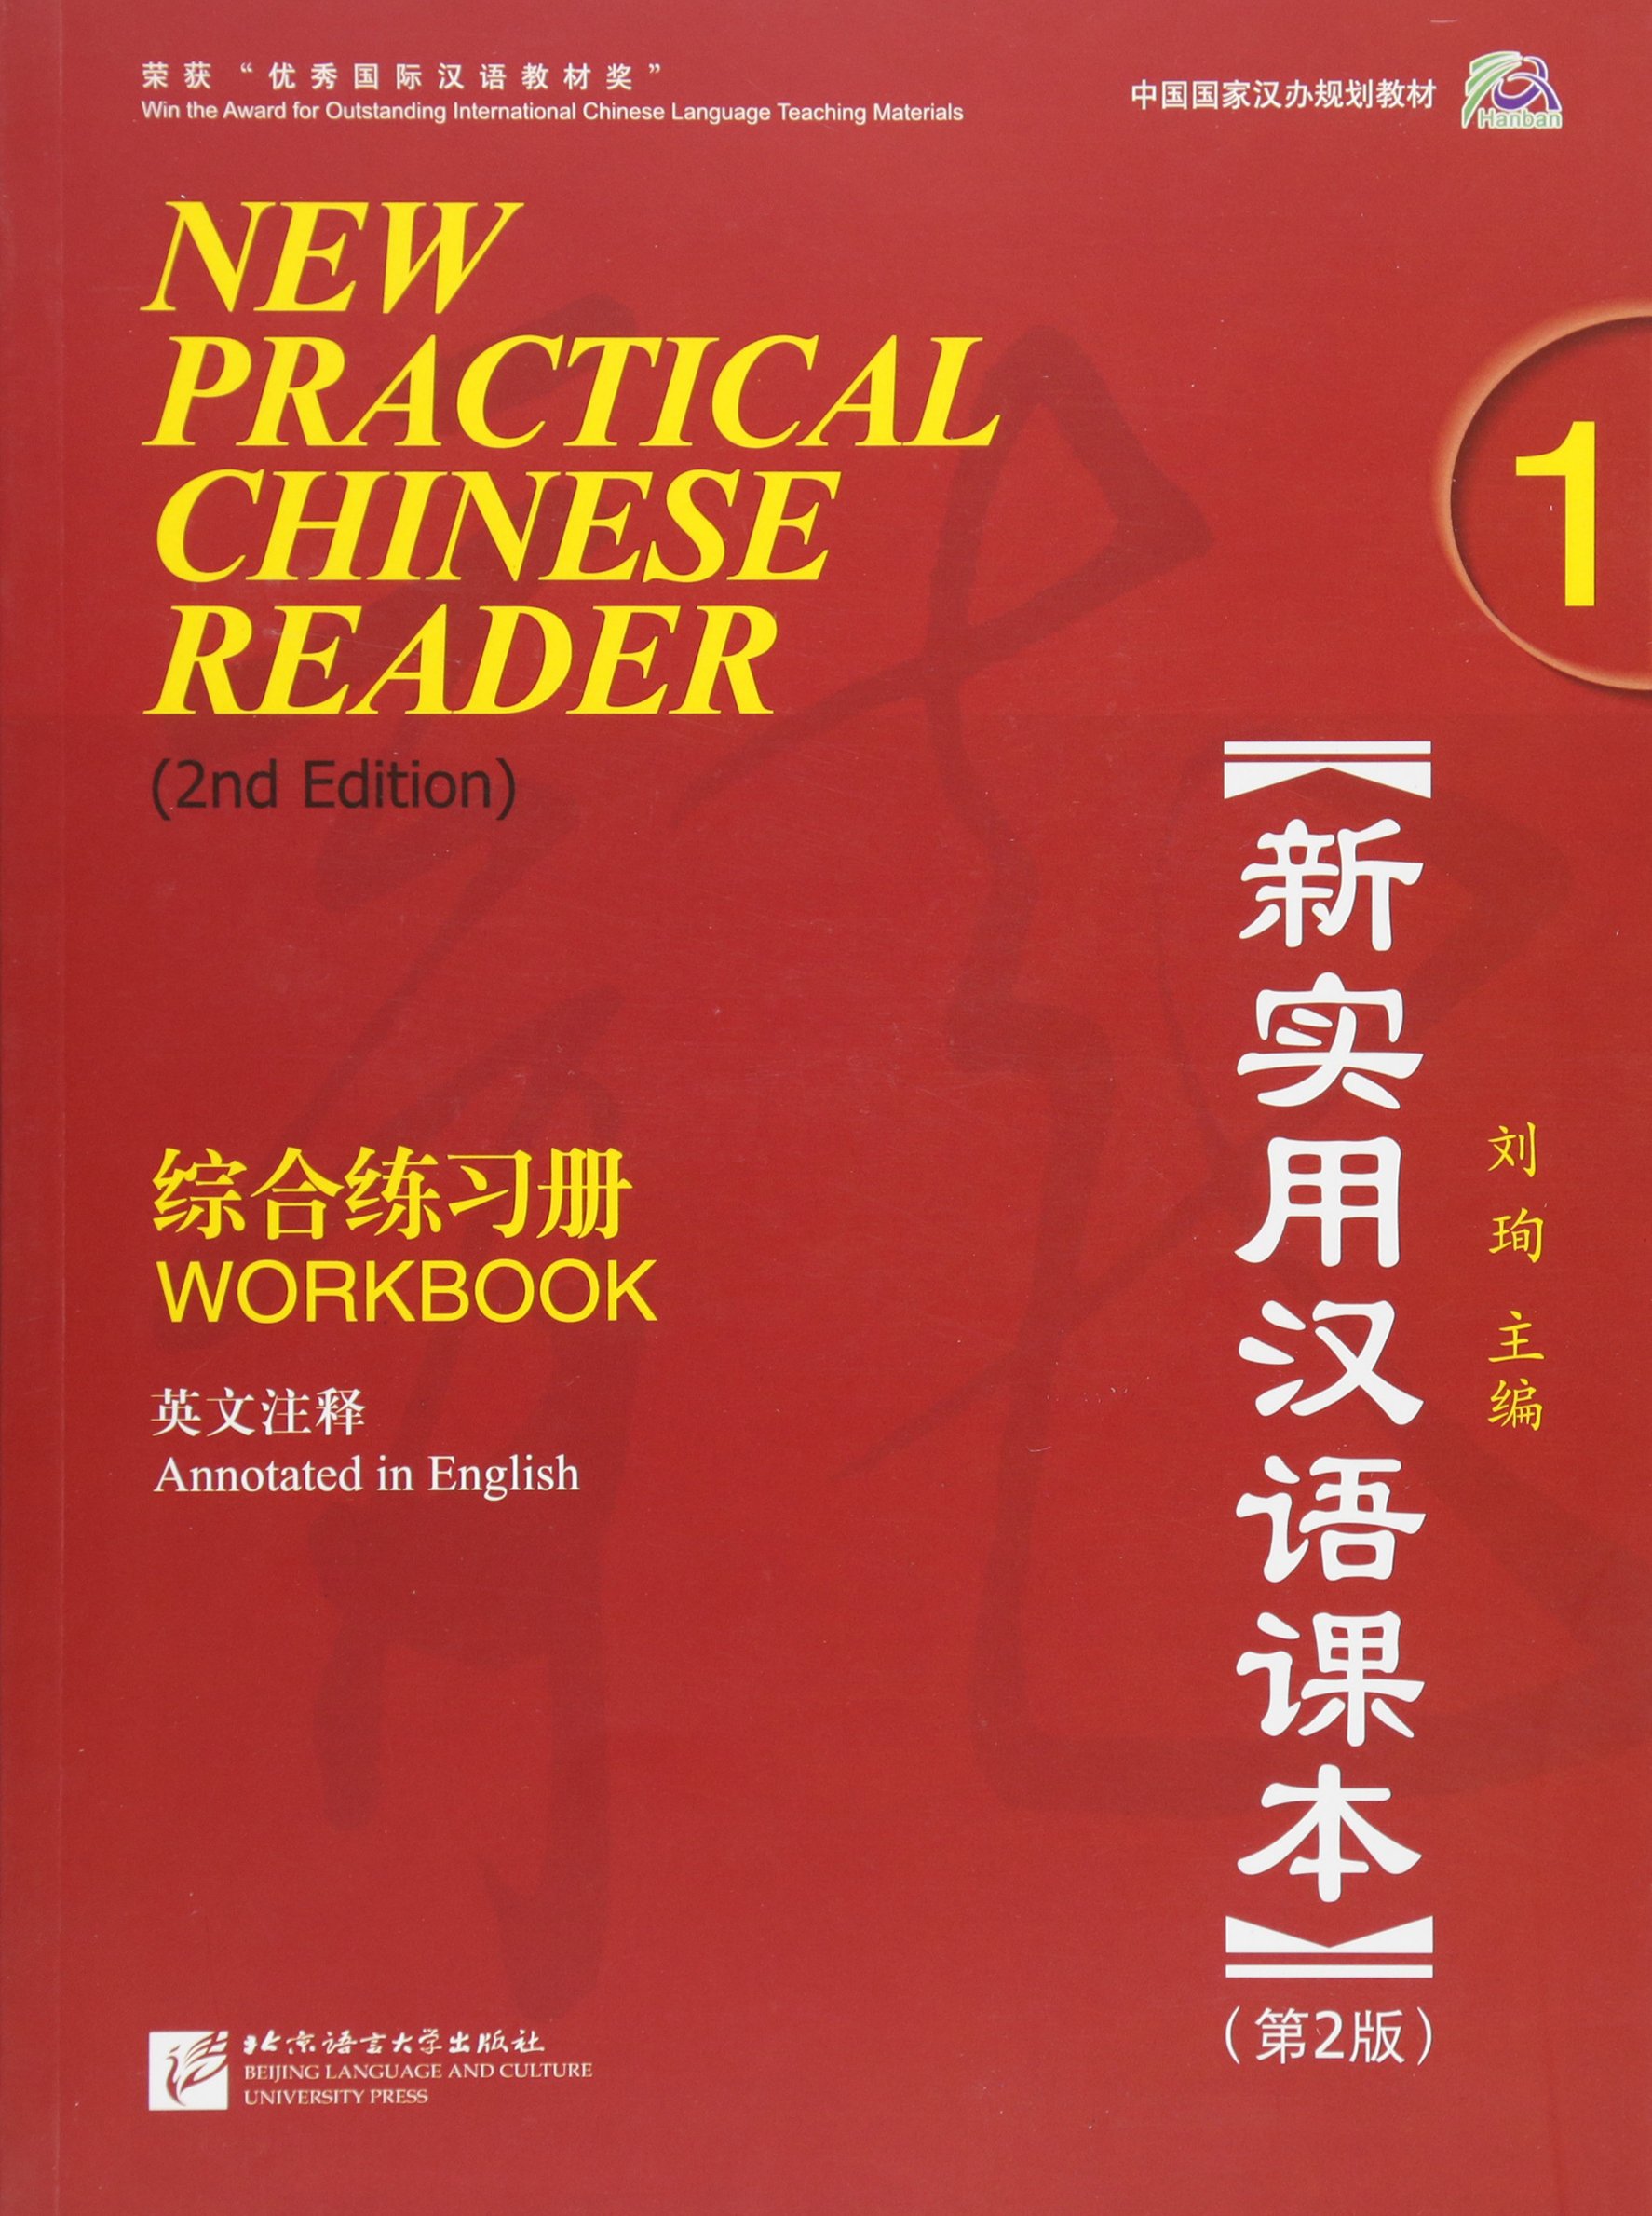 荣获“优秀国际汉语教材奖”
Win the Award for Outstanding International Chinese Language Teaching Materials
中国国家汉办规划教材
Hanban
NEW
PRACTICAL
CHINESE
READER
(2nd Edition)
1
【新实用汉语课本】
(第2版)
刘珣 主编
综合练习册
WORKBOOK
英文注释
Annotated in English
北京语言大学出版社
BEIJING LANGUAGE AND CULTURE
UNIVERSITY PRESS